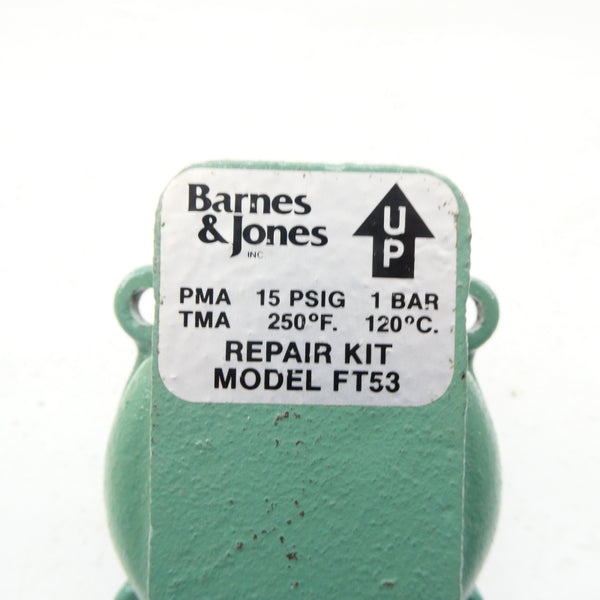 Barnes
& Jones
INC
UP
PMA 15 PSIG 1 BAR
TMA 250°F. 120°C.
REPAIR KIT
MODEL FT53